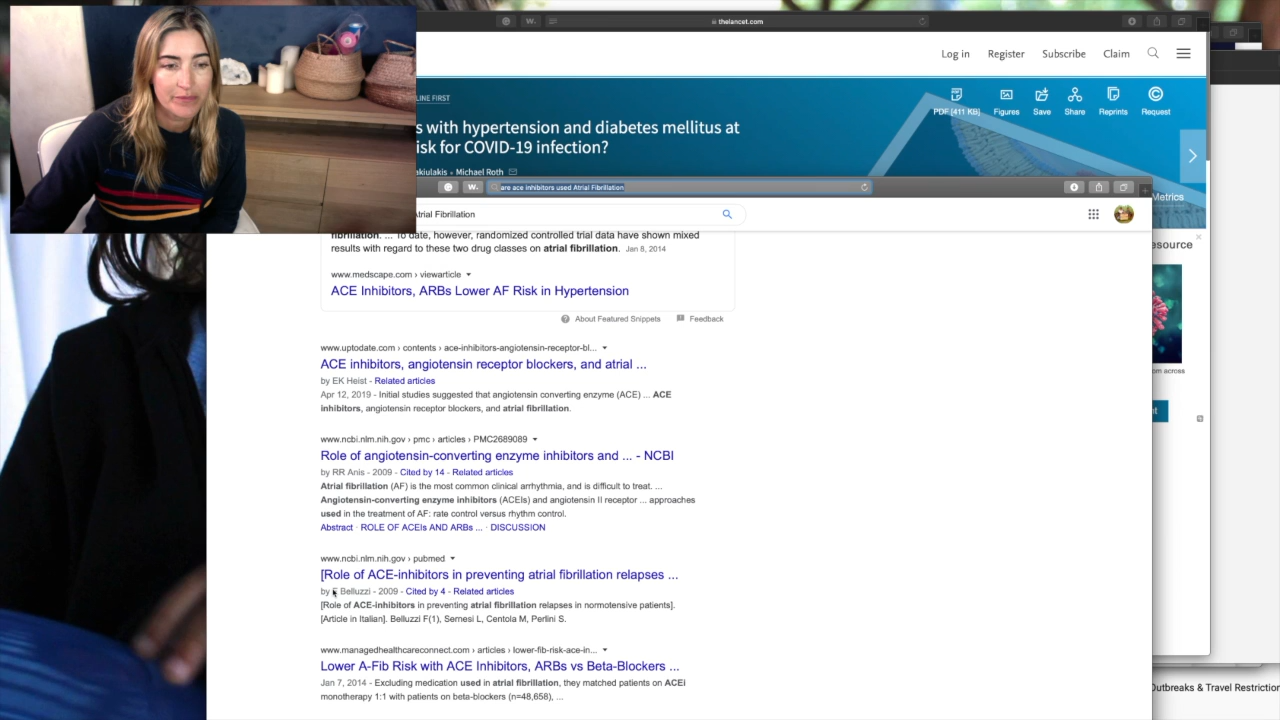 W.
thelancet.com
Log in
Register
Subscribe
Claim
LINE FIRST
PDF [411 KB]
Figures
Save
Share
Reprints
Request
s with hypertension and diabetes mellitus at
isk for COVID-19 infection?
akiulakis • Michael Roth
W.
are ace inhibitors used Atrial Fibrillation
Metrics
Atrial Fibrillation
fibrillation. ... To date, however, randomized controlled trial data have shown mixed
results with regard to these two drug classes on atrial fibrillation. Jan 8, 2014
esource
www.medscape.com › viewarticle
ACE Inhibitors, ARBs Lower AF Risk in Hypertension
About Featured Snippets
Feedback
www.uptodate.com › contents › ace-inhibitors-angiotensin-receptor-bl...
ACE inhibitors, angiotensin receptor blockers, and atrial ...
om across
by EK Heist - Related articles
Apr 12, 2019 - Initial studies suggested that angiotensin converting enzyme (ACE) ... ACE
inhibitors, angiotensin receptor blockers, and atrial fibrillation.
nt
www.ncbi.nlm.nih.gov › pmc › articles › PMC2689089
Role of angiotensin-converting enzyme inhibitors and ... - NCBI
by RR Anis - 2009 - Cited by 14 - Related articles
Atrial fibrillation (AF) is the most common clinical arrhythmia, and is difficult to treat. ...
Angiotensin-converting enzyme inhibitors (ACEIs) and angiotensin II receptor ... approaches
used in the treatment of AF: rate control versus rhythm control.
Abstract · ROLE OF ACEIs AND ARBs ... · DISCUSSION
www.ncbi.nlm.nih.gov › pubmed
[Role of ACE-inhibitors in preventing atrial fibrillation relapses ...
by Belluzzi - 2009 - Cited by 4 - Related articles
[Role of ACE-inhibitors in preventing atrial fibrillation relapses in normotensive patients].
[Article in Italian]. Belluzzi F(1), Sernesi L, Centola M, Perlini S.
www.managedhealthcareconnect.com › articles › lower-fib-risk-ace-in...
Lower A-Fib Risk with ACE Inhibitors, ARBs vs Beta-Blockers ...
Jan 7, 2014 - Excluding medication used in atrial fibrillation, they matched patients on ACEi
monotherapy 1:1 with patients on beta-blockers (n=48,658), ...
Outbreaks & Travel Restriction